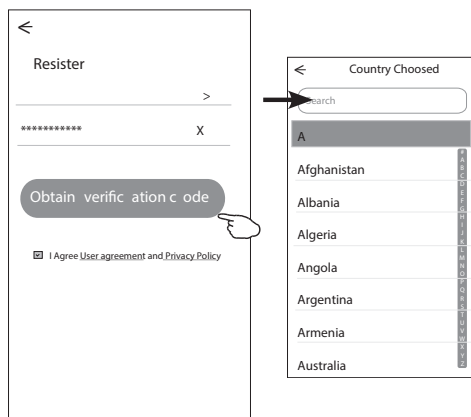 Resister
>
*********** X
Obtain verific ation c ode
I Agree User agreement and Privacy Policy
Country Choosed
Search
A
Afghanistan
Albania
Algeria
Angola
Argentina
Armenia
Australia
#
A
B
C
D
E
F
G
H
I
J
K
L
M
N
O
P
Q
R
S
T
U
V
W
X
Y
Z